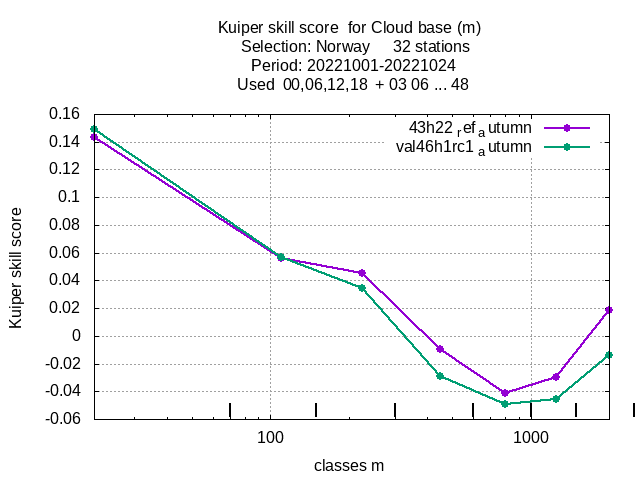 Kuiper skill score  for Cloud base (m)
Selection: Norway     32 stations
Period: 20221001-20221024
Used  00,06,12,18  + 03 06 ... 48
43h22 refautumn
val46h1rc1 autumn
0.16
0.14
0.12
0.1
0.08
0.06
0.04
0.02
0
-0.02
-0.04
-0.06
Kuiper skill score
100
1000
classes m